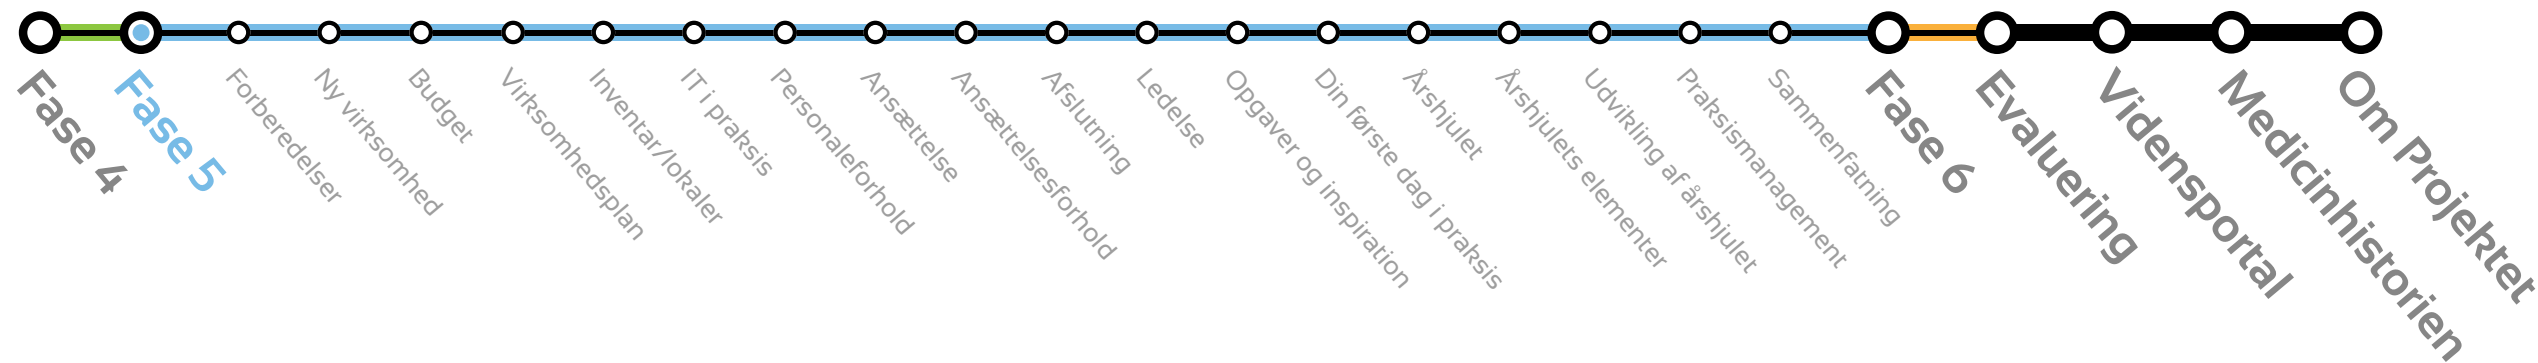 Fase 4
Fase 5
Forberedelser
Ny virksomhed
Budget
Virksomhedsplan
Inventar/lokaler
IT i praksis
Personaleforhold
Ansættelse
Ansættelsesforhold
Afslutning
Ledelse
Opgaver og inspiration
Din første dag i praksis
Årshjulet
Årshjulets elementer
Udvikling af årshjulet
Praksismanagement
Sammenfatning
Fase 6
Evaluering
Vidensportal
Medicinhistorien
Om Projektet